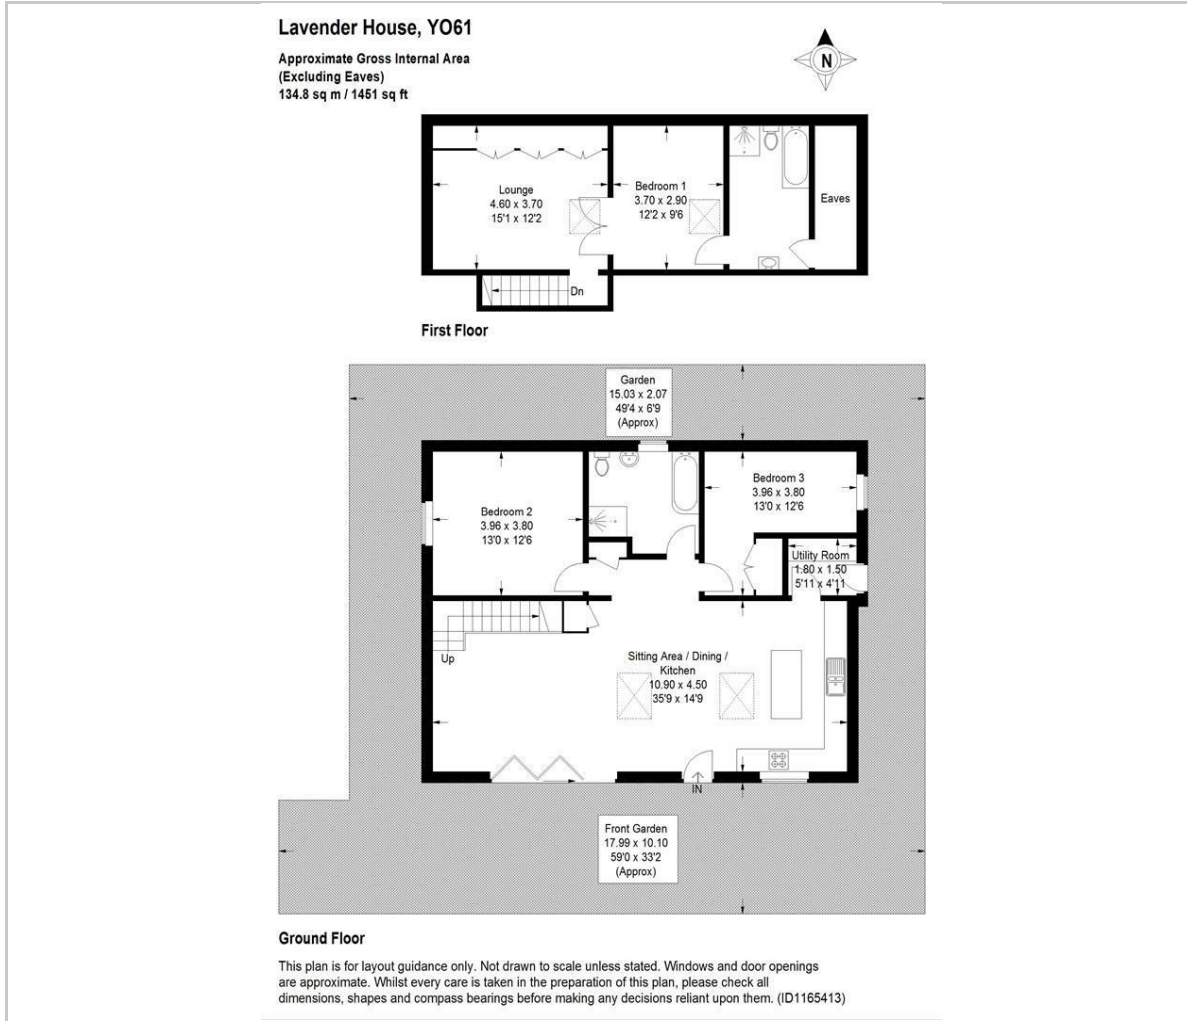 Lavender House, YO61
Approximate Gross Internal Area
(Excluding Eaves)
134.8 sq m / 1451 sq ft
N
Lounge
4.60 x 3.70
15'1 x 12'2
Bedroom 1
3.70 x 2.90
12'2 x 9'6
Eaves
Dn
First Floor
Garden
15.03 x 2.07
49'4 x 6'9
(Approx)
Bedroom 2
3.96 x 3.80
13'0 x 12'6
Bedroom 3
3.96 x 3.80
13'0 x 12'6
Utility Room
1.80 x 1.50
5'11 x 4'11
Up
Sitting Area / Dining /
Kitchen
10.90 x 4.50
35'9 x 14'9
IN
Front Garden
17.99 x 10.10
59'0 x 33'2
(Approx)
Ground Floor
This plan is for layout guidance only. Not drawn to scale unless stated. Windows and door openings
are approximate. Whilst every care is taken in the preparation of this plan, please check all
dimensions, shapes and compass bearings before making any decisions reliant upon them. (ID1165413)